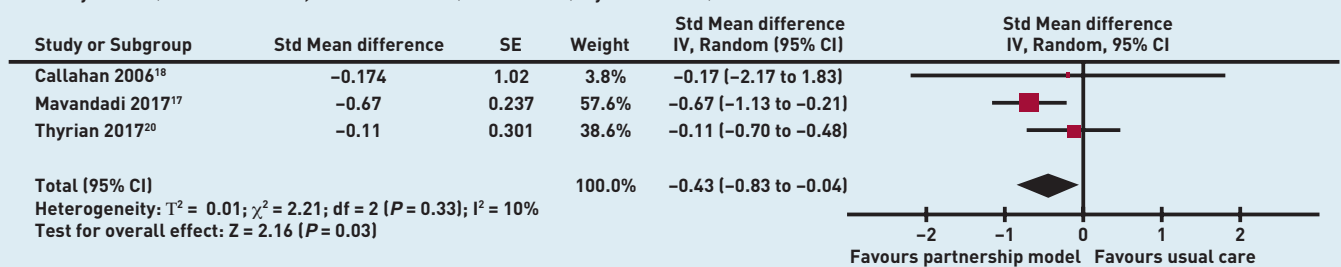 Std Mean difference Std Mean difference
Study or Subgroup Std Mean difference SE Weight IV, Random (95% CI) IV, Random, 95% CI
Callahan 2006¹⁸ −0.174 1.02 3.8% −0.17 (−2.17 to 1.83)
Mavandadi 2017¹⁷ −0.67 0.237 57.6% −0.67 (−1.13 to −0.21)
Thyrian 2017²⁰ −0.11 0.301 38.6% −0.11 (−0.70 to −0.48)
Total (95% CI) 100.0% −0.43 (−0.83 to −0.04)
Heterogeneity: T² = 0.01; χ² = 2.21; df = 2 (P = 0.33); I² = 10%
Test for overall effect: Z = 2.16 (P = 0.03)
−2 −1 0 1 2
Favours partnership model Favours usual care